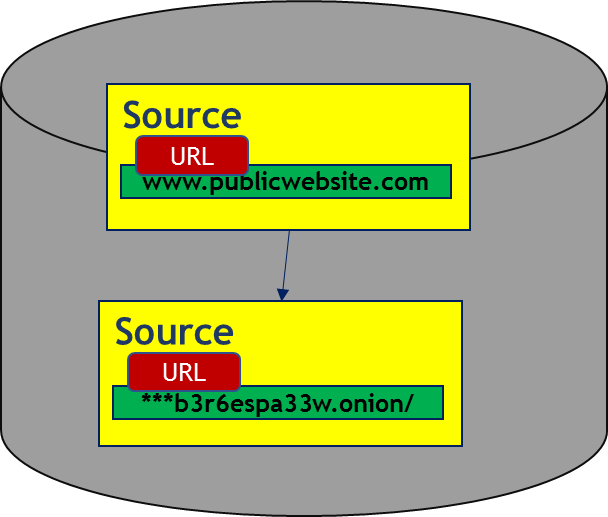 Source
URL
www.publicwebsite.com
Source
URL
***b3r6espa33w.onion/